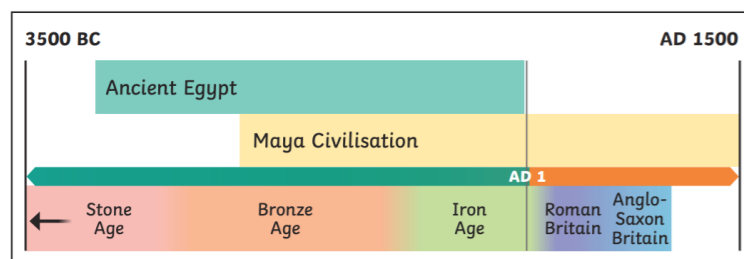 3500 BC
AD 1500
Ancient Egypt
Maya Civilisation
AD 1
Stone
Age
Bronze
Age
Iron
Age
Roman
Britain
Anglo-
Saxon
Britain